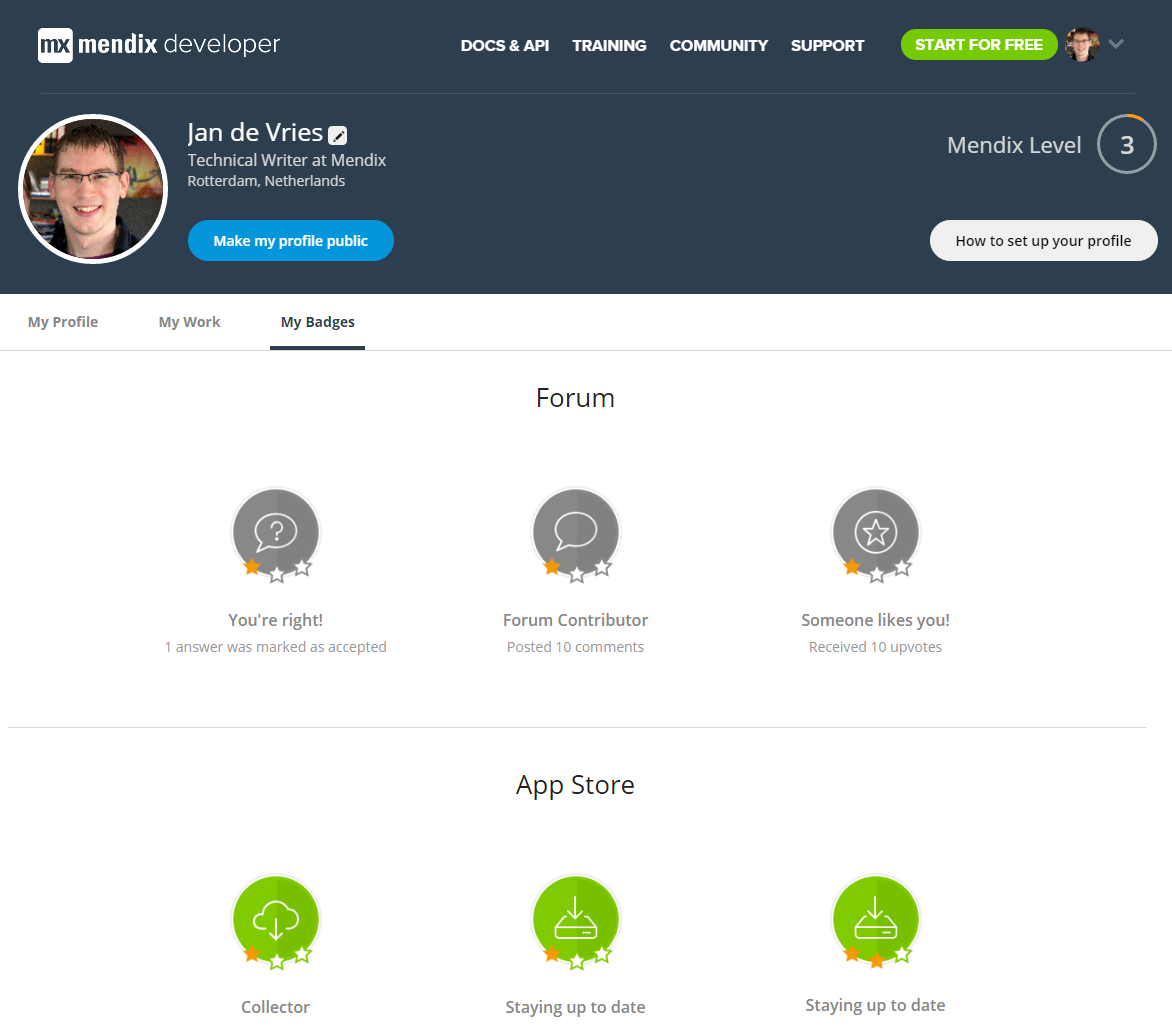 mx mendix developer
DOCS & API TRAINING COMMUNITY SUPPORT START FOR FREE
Jan de Vries
Technical Writer at Mendix
Rotterdam, Netherlands
Mendix Level 3
Make my profile public
How to set up your profile
My Profile My Work My Badges
Forum
?
You're right! Forum Contributor Someone likes you!
1 answer was marked as accepted Posted 10 comments Received 10 upvotes
App Store
Collector Staying up to date Staying up to date